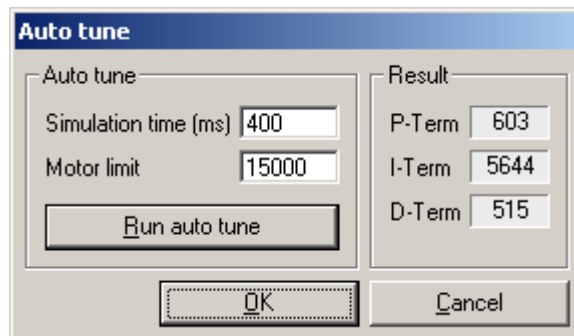 Auto tune
Auto tune
Simulation time (ms) 400
Motor limit 15000
Run auto tune
Result
P-Term 603
I-Term 5644
D-Term 515
OK
Cancel